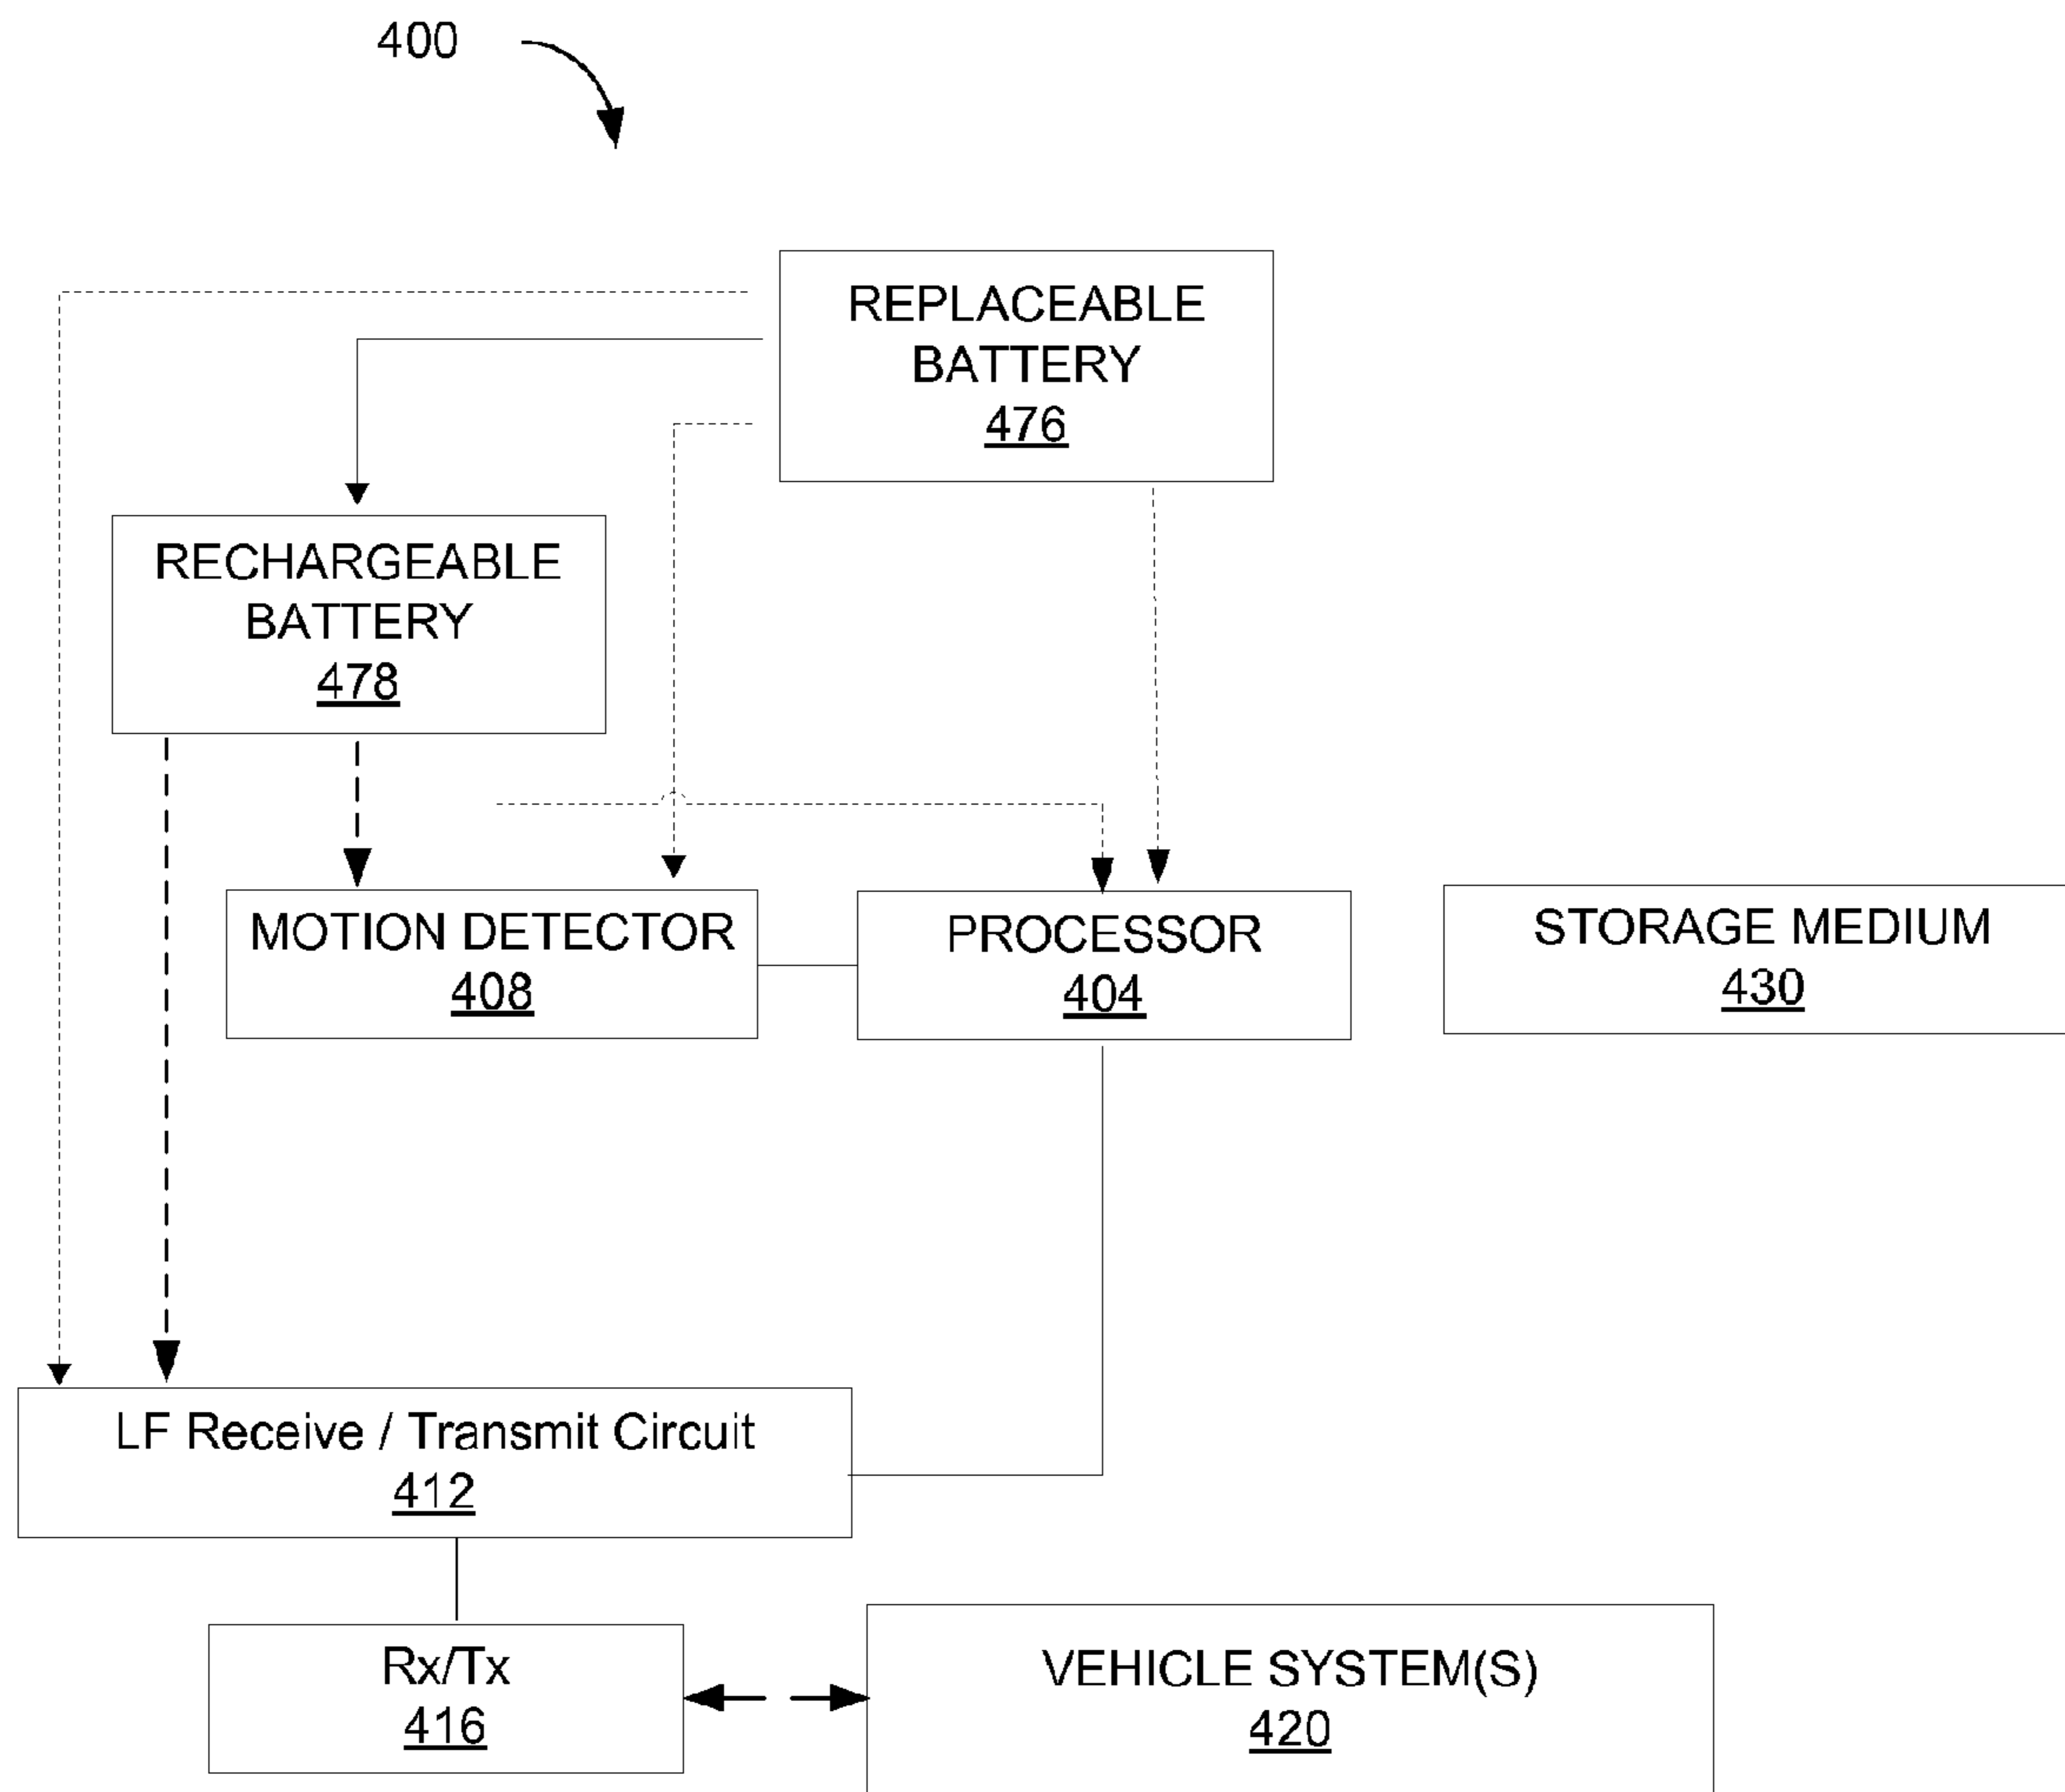 400
REPLACEABLE
BATTERY
476
RECHARGEABLE
BATTERY
478
MOTION DETECTOR
408
PROCESSOR
404
STORAGE MEDIUM
430
LF Receive / Transmit Circuit
412
Rx/Tx
416
VEHICLE SYSTEM(S)
420